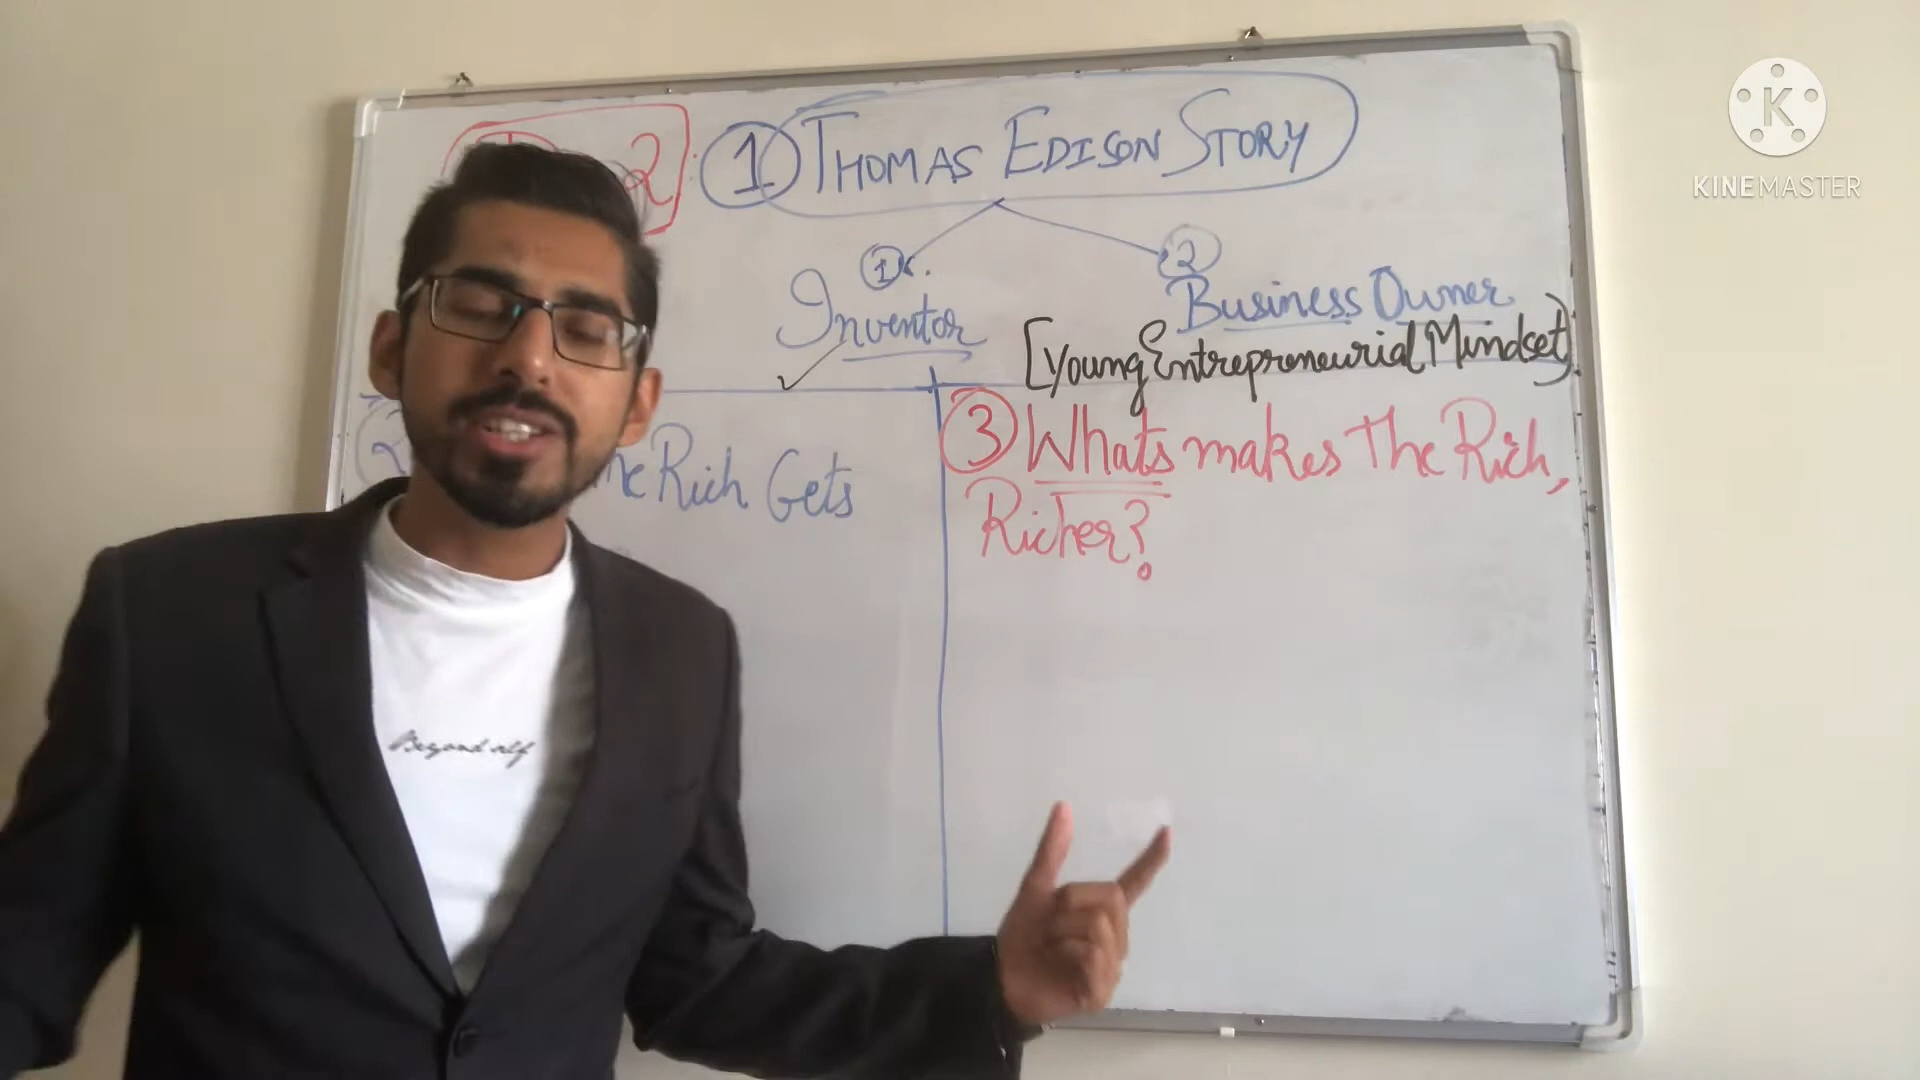 2
① THOMAS EDISON STORY
① ②
Inventor Business Owner
[Young Entrepreneurial Mindset]
Rich Gets
③ Whats makes The Rich,
Richer?
Beyond
KINEMASTER